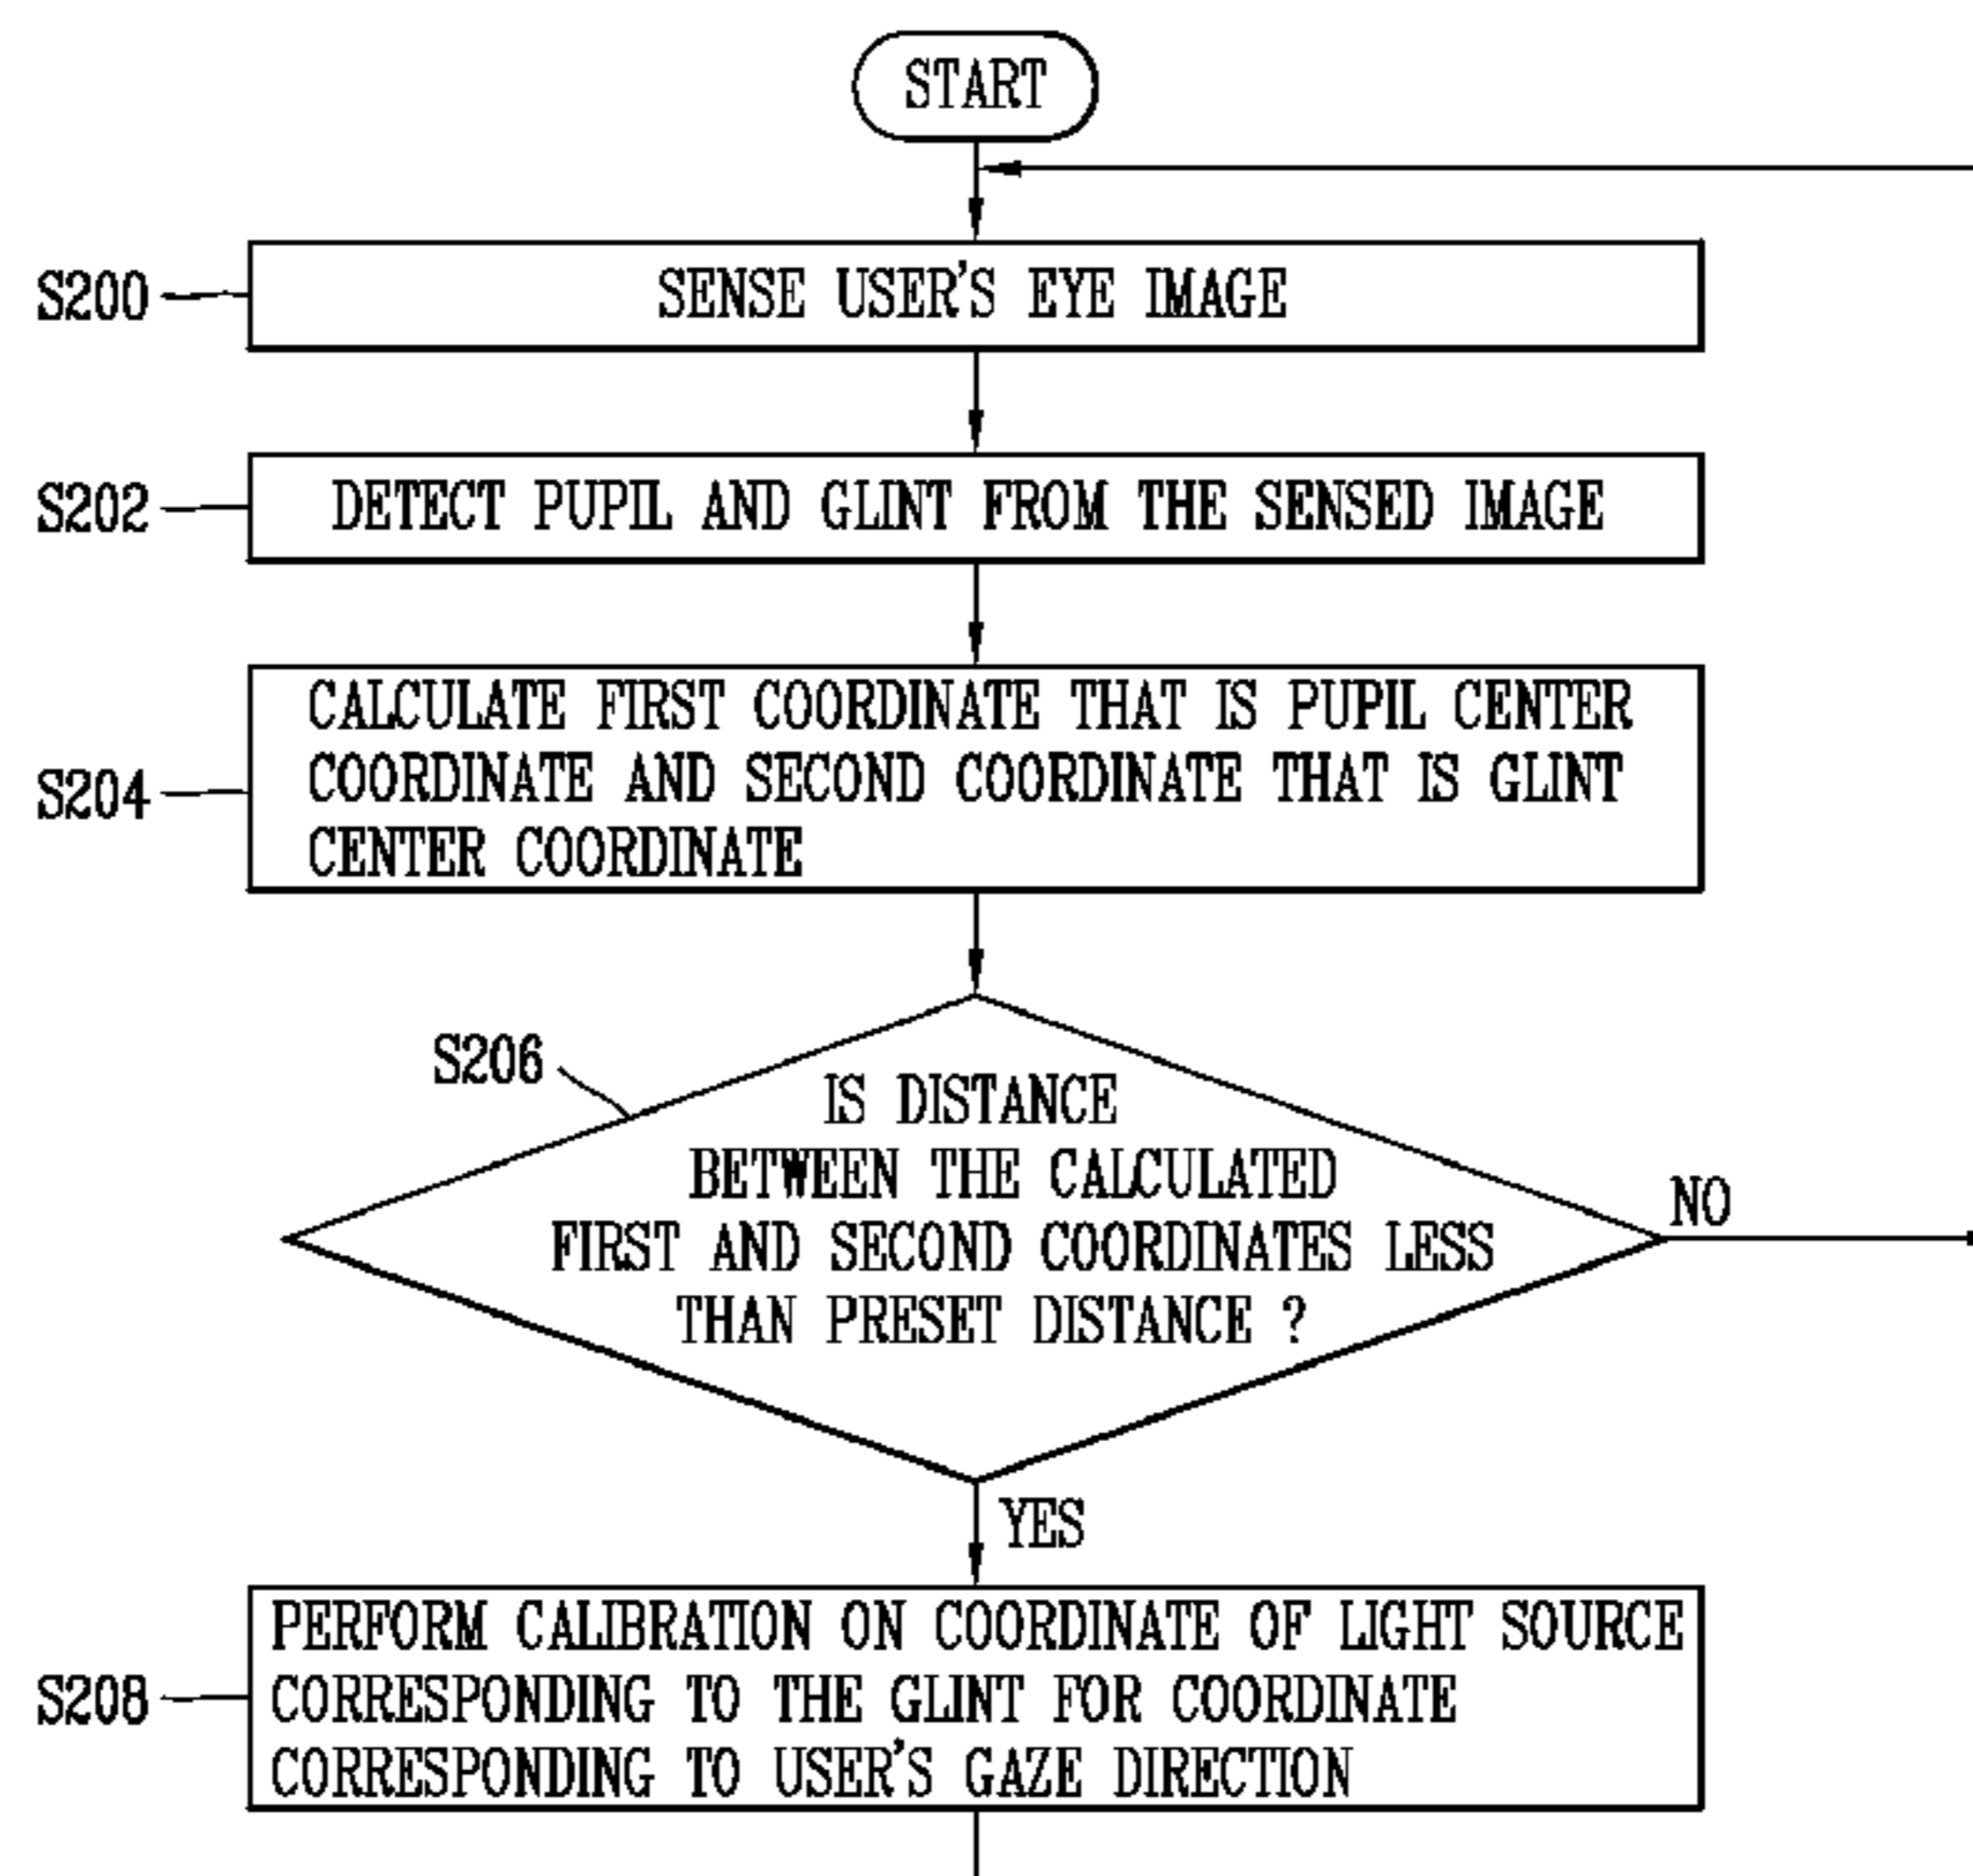 START
S200
SENSE USER'S EYE IMAGE
S202
DETECT PUPIL AND GLINT FROM THE SENSED IMAGE
S204
CALCULATE FIRST COORDINATE THAT IS PUPIL CENTER
COORDINATE AND SECOND COORDINATE THAT IS GLINT
CENTER COORDINATE
S206
IS DISTANCE
BETWEEN THE CALCULATED
FIRST AND SECOND COORDINATES LESS
THAN PRESET DISTANCE ?
NO
YES
S208
PERFORM CALIBRATION ON COORDINATE OF LIGHT SOURCE
CORRESPONDING TO THE GLINT FOR COORDINATE
CORRESPONDING TO USER'S GAZE DIRECTION